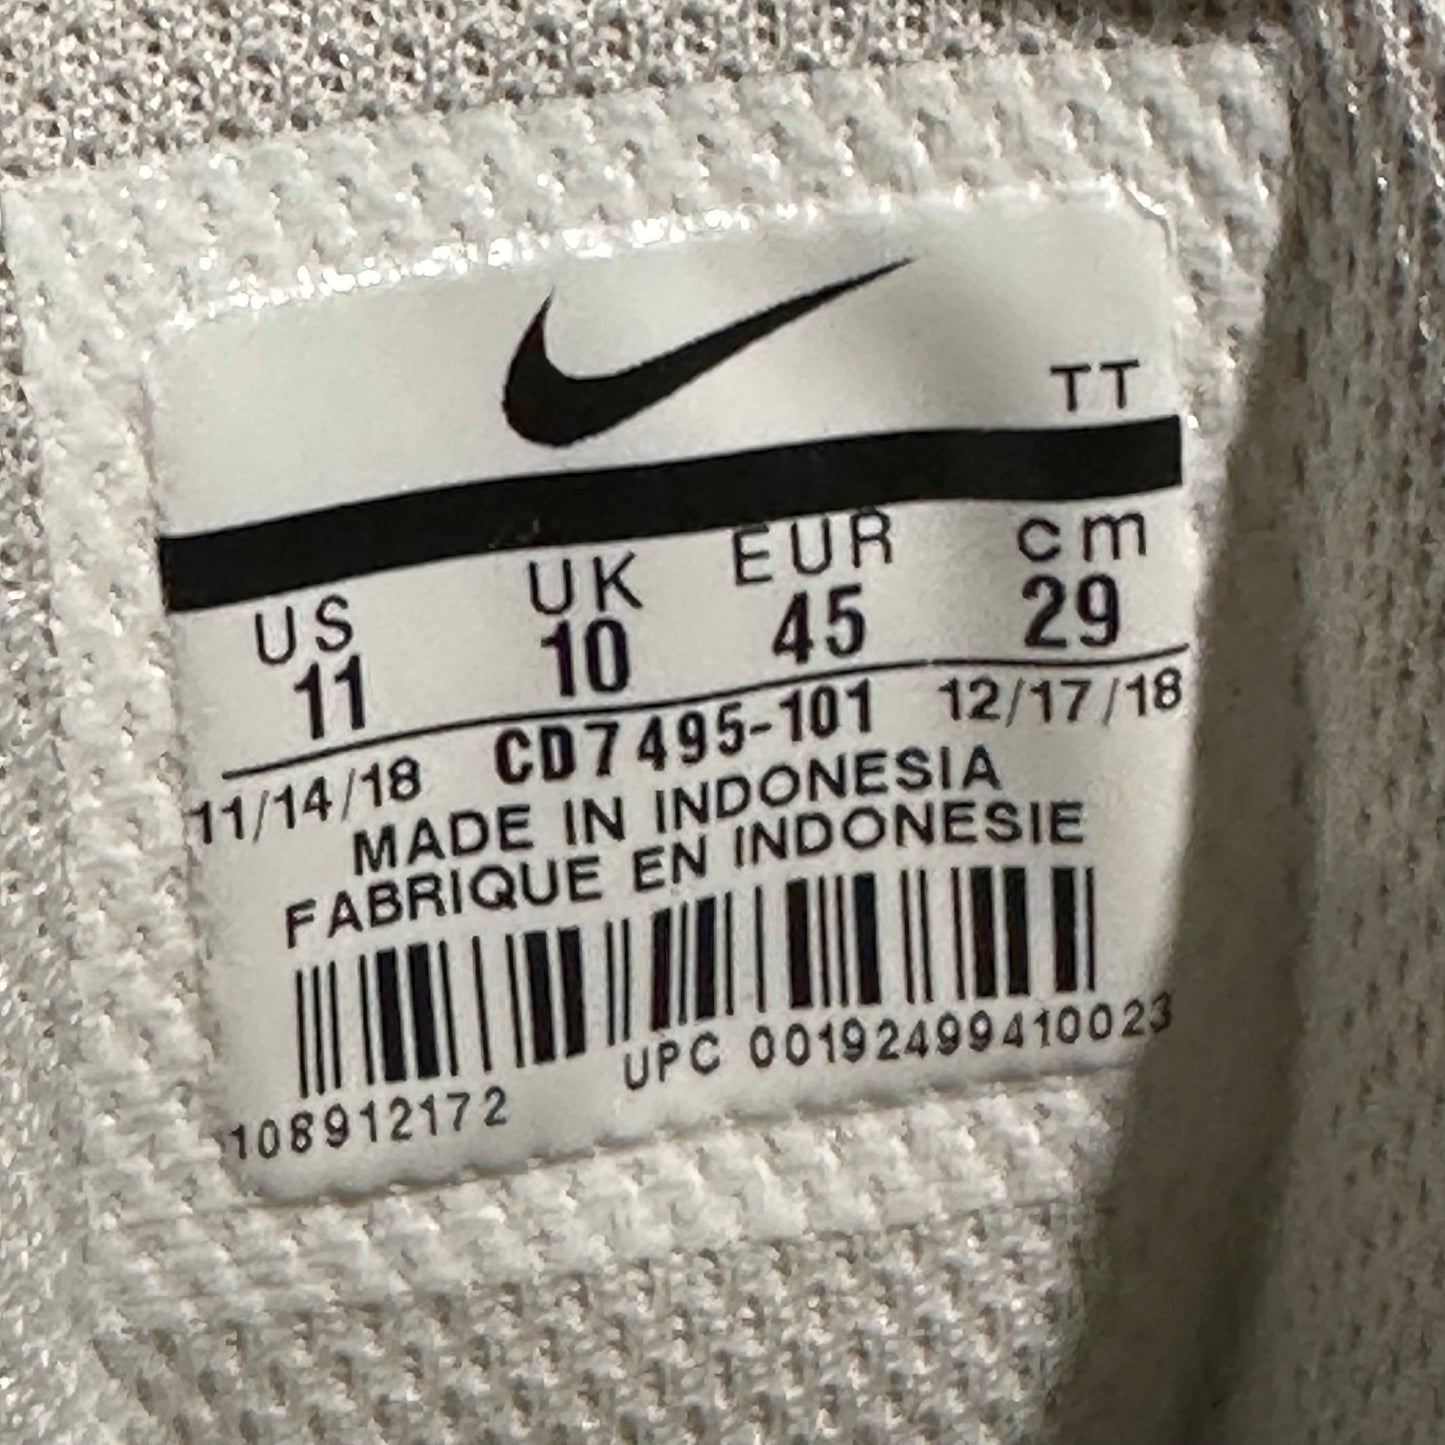 TT
US UK EUR cm
11 10 45 29
11/14/18 CD7495-101 12/17/18
MADE IN INDONESIA
FABRIQUE EN INDONESIE
108912172 UPC 00192499410023